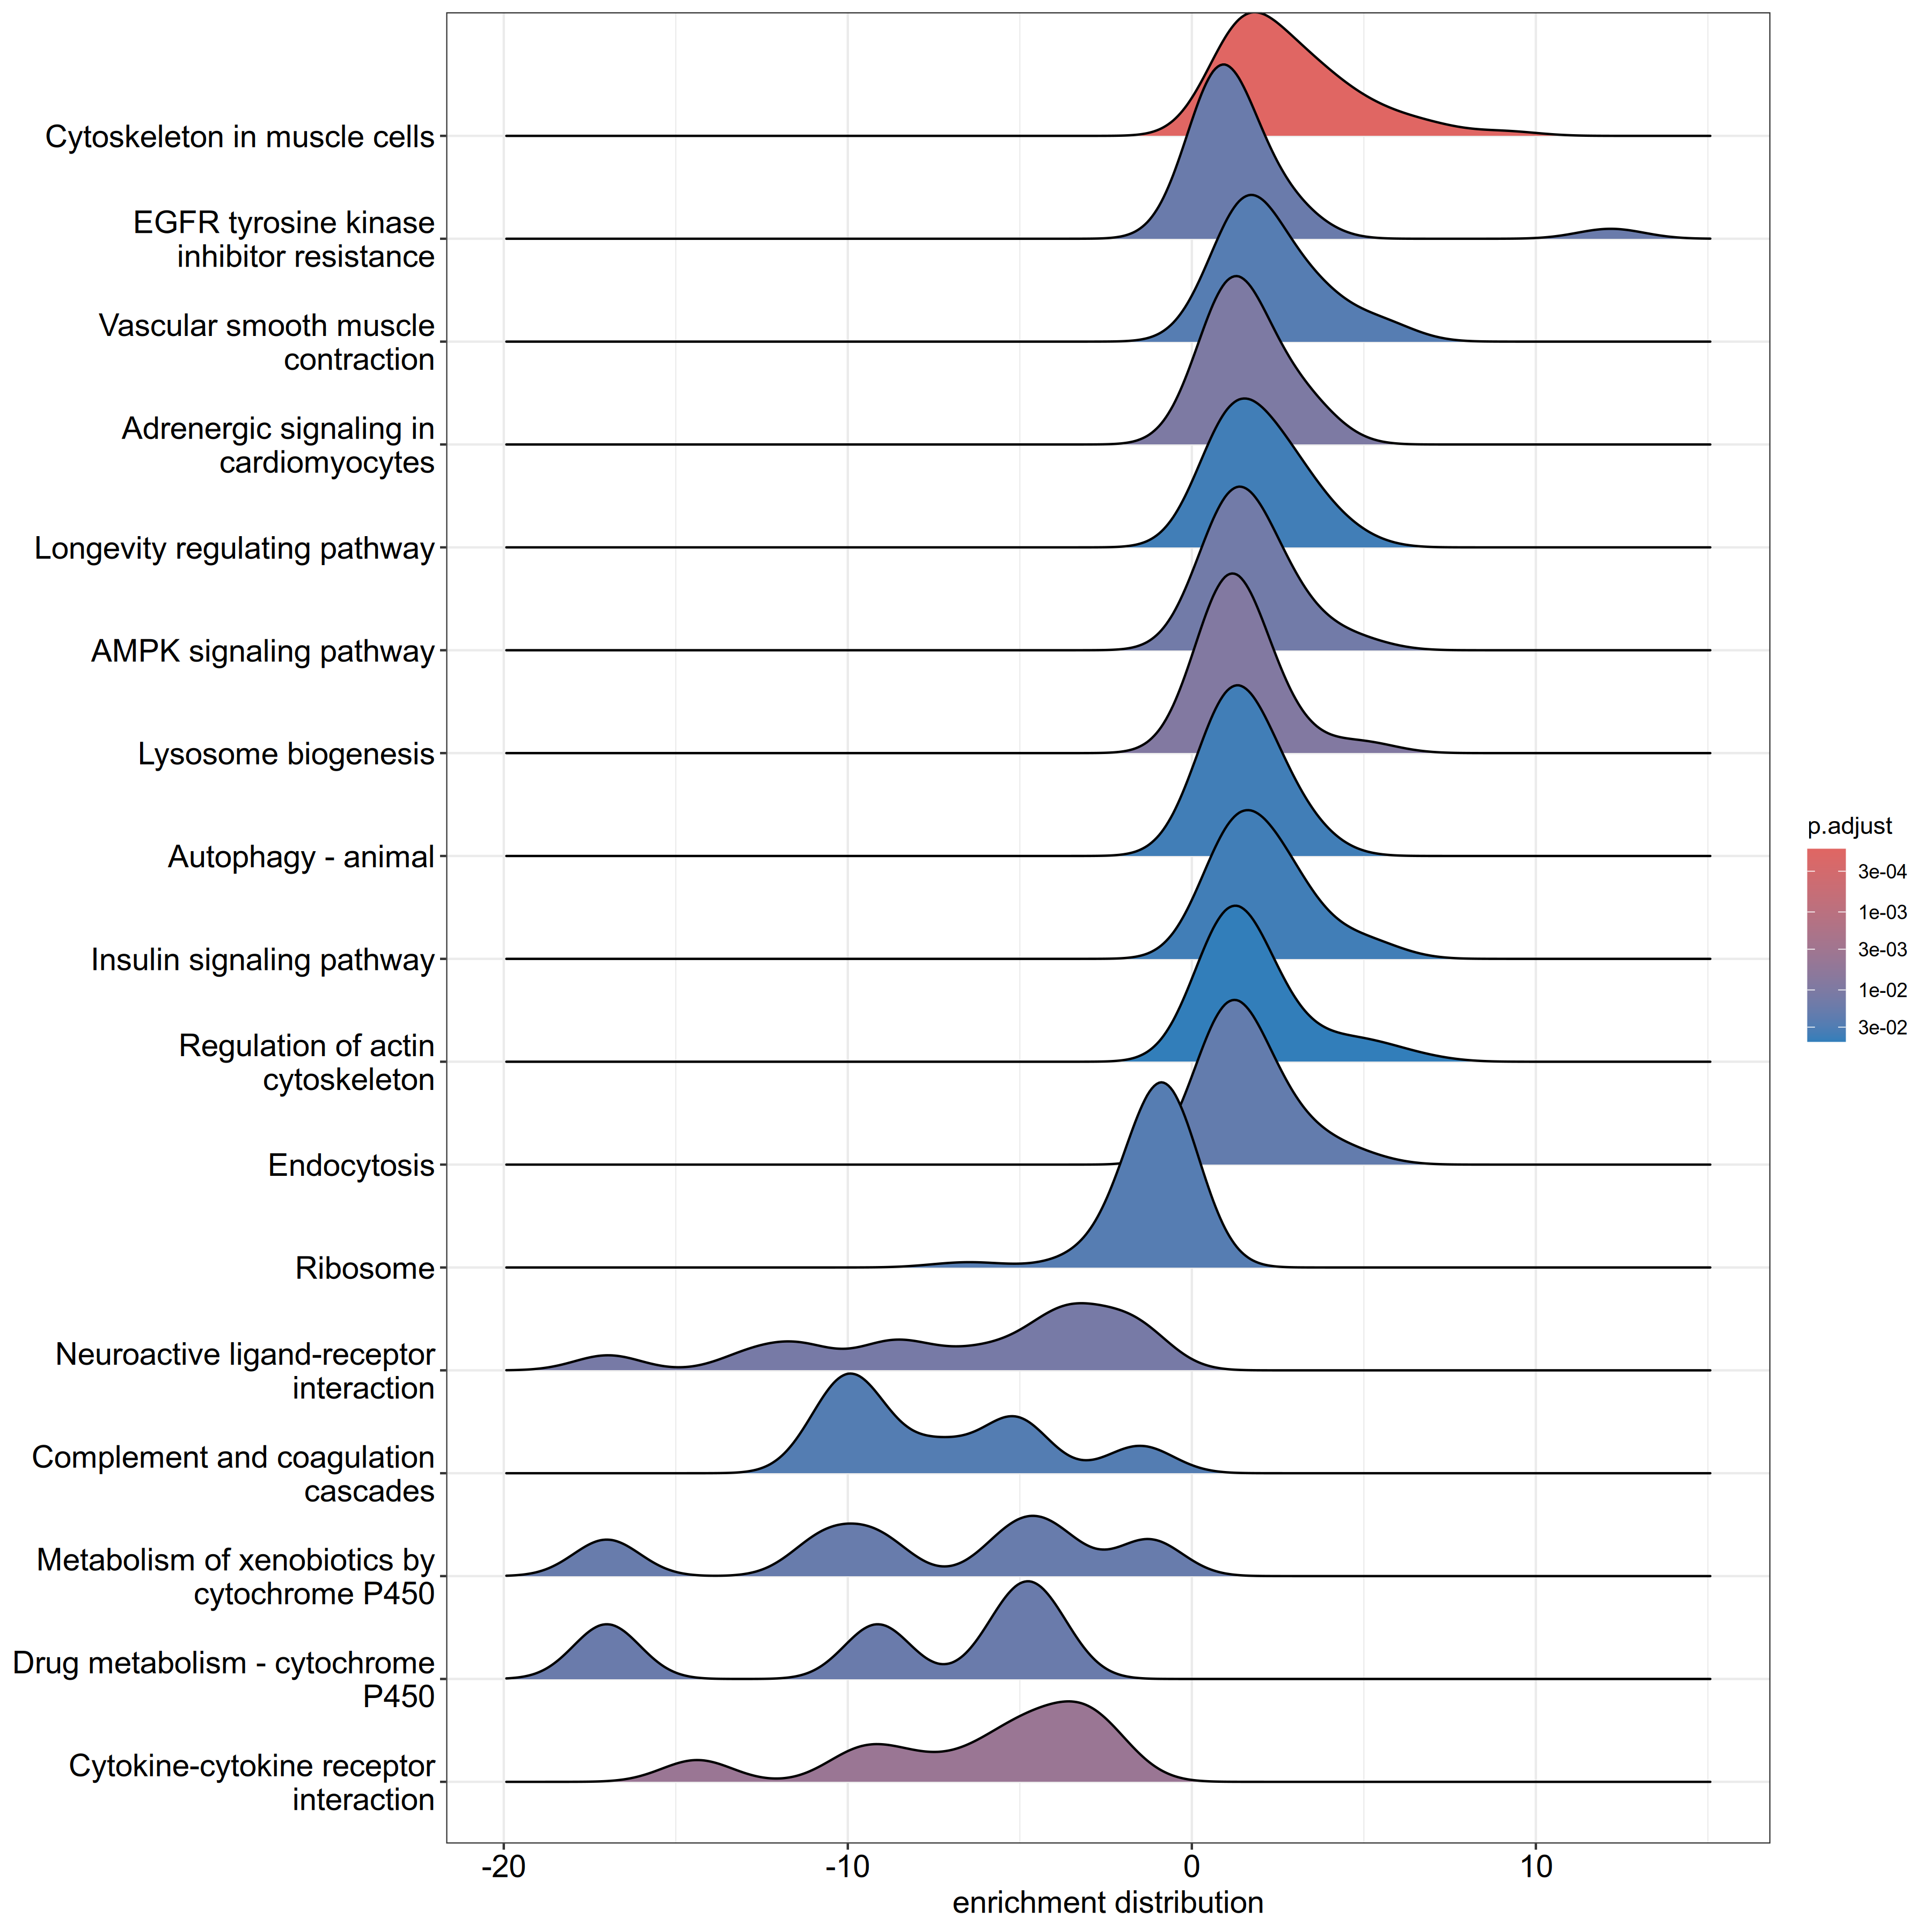 Cytoskeleton in muscle cells
EGFR tyrosine kinase
inhibitor resistance
Vascular smooth muscle
contraction
Adrenergic signaling in
cardiomyocytes
Longevity regulating pathway
AMPK signaling pathway
Lysosome biogenesis
Autophagy - animal
Insulin signaling pathway
Regulation of actin
cytoskeleton
Endocytosis
Ribosome
Neuroactive ligand-receptor
interaction
Complement and coagulation
cascades
Metabolism of xenobiotics by
cytochrome P450
Drug metabolism - cytochrome
P450
Cytokine-cytokine receptor
interaction
-20
-10
0
10
enrichment distribution
p.adjust
3e-04
1e-03
3e-03
1e-02
3e-02